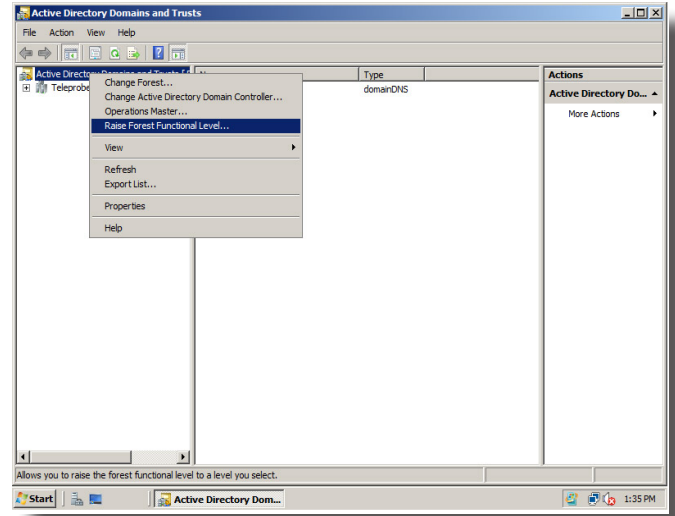 Active Directory Domains and Trusts
File Action View Help
Active Directory Domains and Trusts [
Type
Actions
Teleprobe
domainDNS
Active Directory Do...
More Actions
Change Forest...
Change Active Directory Domain Controller...
Operations Master...
Raise Forest Functional Level...
View
Refresh
Export List...
Properties
Help
Allows you to raise the forest functional level to a level you select.
Start
Active Directory Dom...
1:35 PM